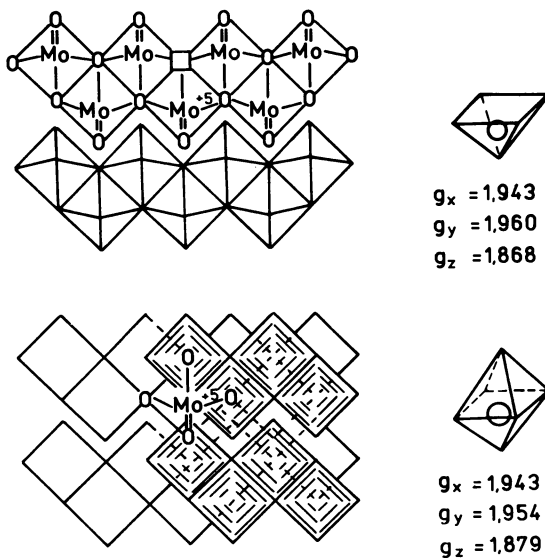 O O O O
O Mo O Mo Mo O Mo O
O Mo O Mo+5 O Mo O
O O O
gx = 1,943
gy = 1,960
gz = 1,868
O
O Mo+5 O
O
gx = 1,943
gy = 1,954
gz = 1,879